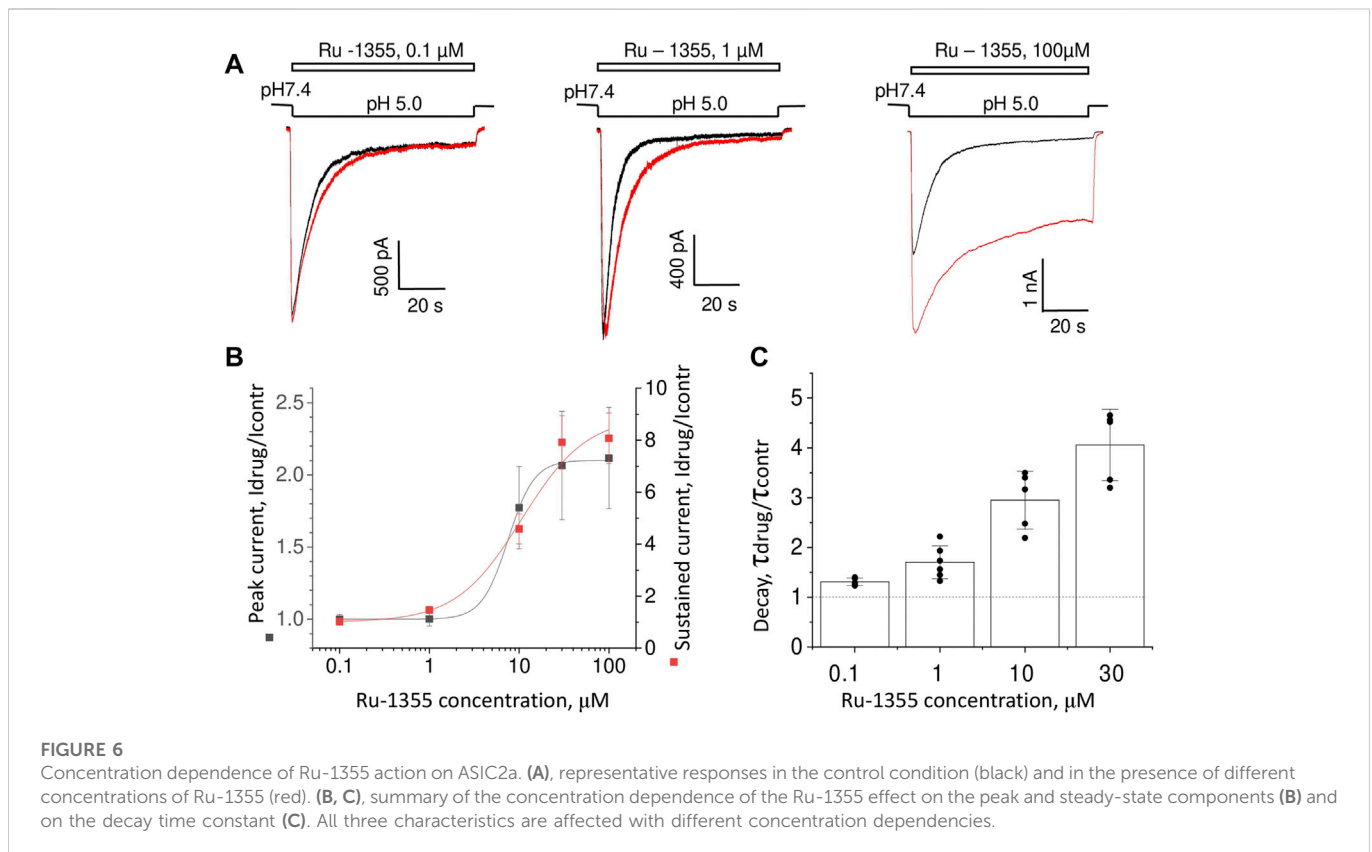 A
Ru -1355, 0.1 µM
Ru – 1355, 1 µM
Ru – 1355, 100µM
pH7.4
pH 5.0
pH7.4
pH 5.0
pH7.4
pH 5.0
500 pA
20 s
400 pA
20 s
1 nA
20 s
B
Peak current, Idrug/Icontr
2.5
2.0
1.5
1.0
10
8
6
4
2
0
Sustained current, Idrug/Icontr
0.1
1
10
100
Ru-1355 concentration, µM
C
Decay, τdrug/τcontr
5
4
3
2
1
0
0.1
1
10
30
Ru-1355 concentration, µM
FIGURE 6
Concentration dependence of Ru-1355 action on ASIC2a. (A), representative responses in the control condition (black) and in the presence of different
concentrations of Ru-1355 (red). (B, C), summary of the concentration dependence of the Ru-1355 effect on the peak and steady-state components (B) and
on the decay time constant (C). All three characteristics are affected with different concentration dependencies.